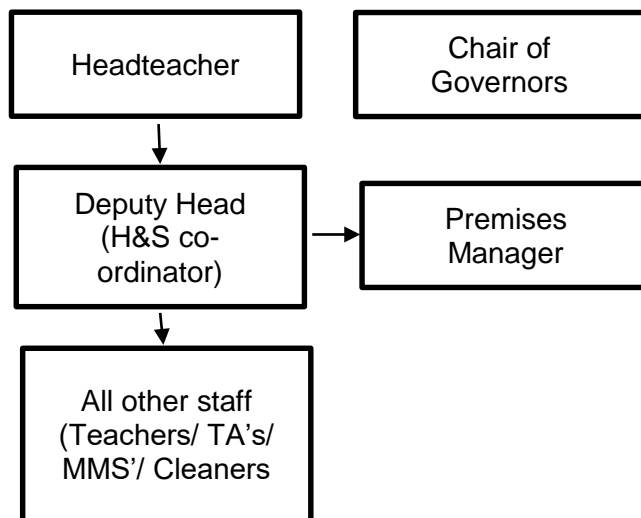 Headteacher
Chair of
Governors
Deputy Head
(H&S co-
ordinator)
Premises
Manager
All other staff
(Teachers/ TA’s/
MMS’/ Cleaners